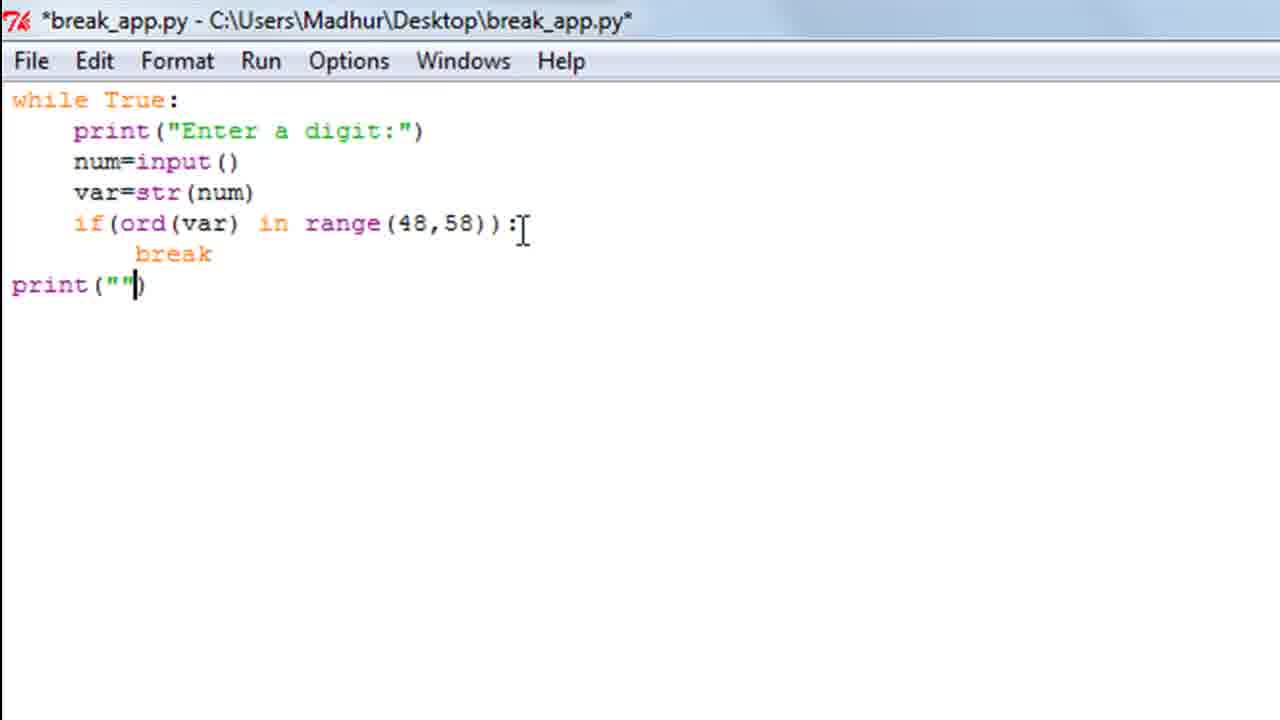 *break_app.py - C:\Users\Madhur\Desktop\break_app.py*
File Edit Format Run Options Windows Help
while True:
    print("Enter a digit:")
    num=input()
    var=str(num)
    if(ord(var) in range(48,58)):
        break
print("")